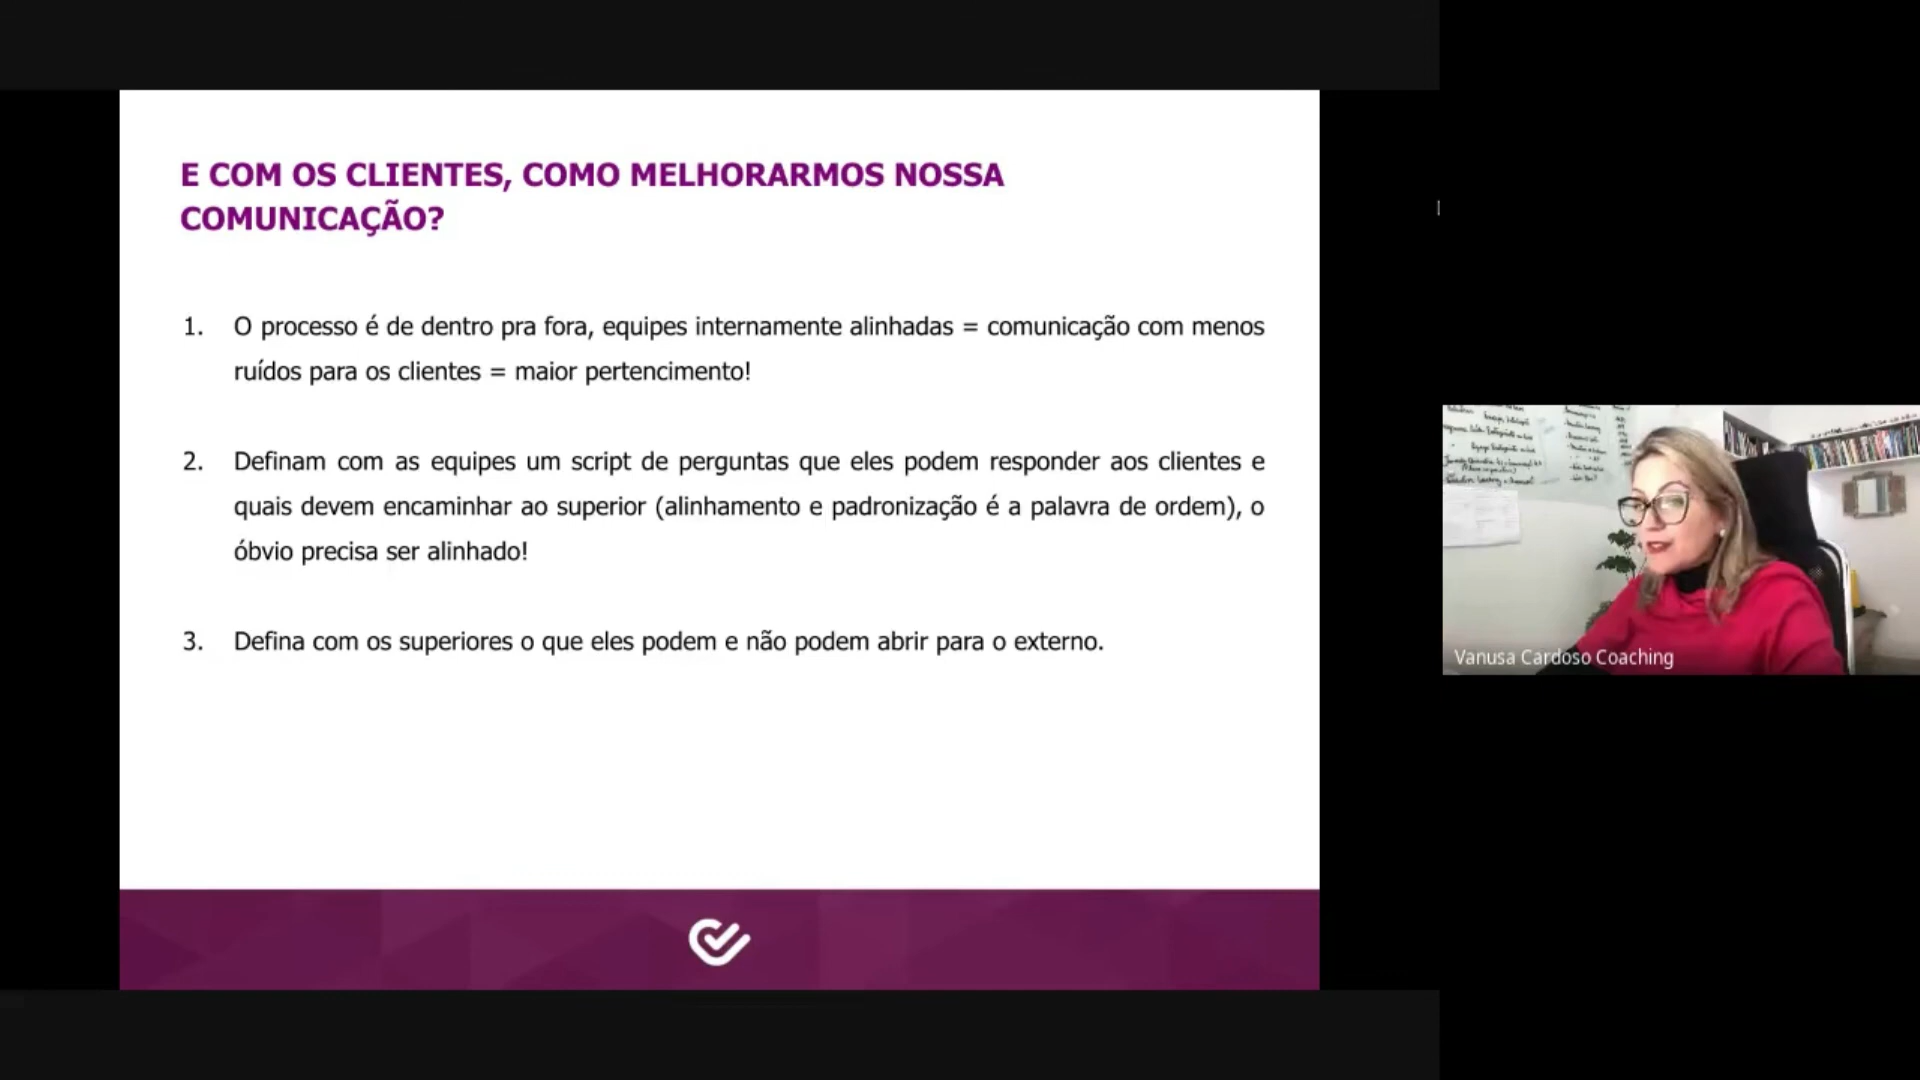 E COM OS CLIENTES, COMO MELHORARMOS NOSSA
COMUNICAÇÃO?
1. O processo é de dentro pra fora, equipes internamente alinhadas = comunicação com menos
ruídos para os clientes = maior pertencimento!
2. Definam com as equipes um script de perguntas que eles podem responder aos clientes e
quais devem encaminhar ao superior (alinhamento e padronização é a palavra de ordem), o
óbvio precisa ser alinhado!
3. Defina com os superiores o que eles podem e não podem abrir para o externo.
Vanusa Cardoso Coaching